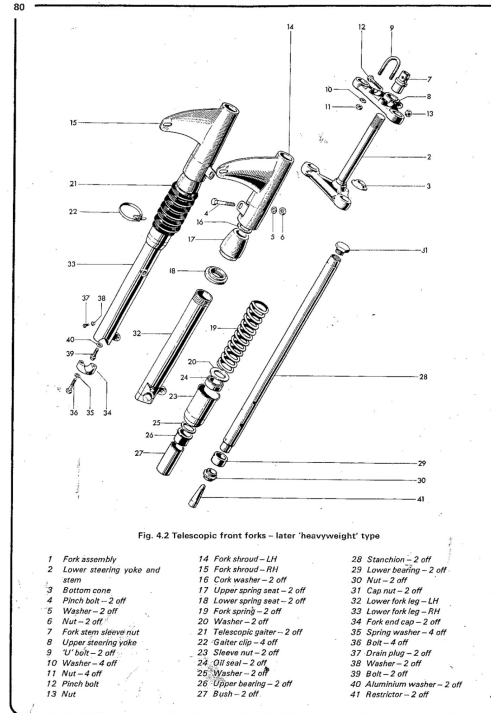 80
14
12
9
7
8
10
11
13
15
2
3
21
22
4
16
5
6
17
31
33
18
37
38
19
40
32
39
20
24
28
23
36
35
34
25
26
27
29
30
41
Fig. 4.2 Telescopic front forks – later 'heavyweight' type
1 Fork assembly
2 Lower steering yoke and
stem
3 Bottom cone
4 Pinch bolt – 2 off
5 Washer – 2 off
6 Nut – 2 off
7 Fork stem sleeve nut
8 Upper steering yoke
9 'U' bolt – 2 off
10 Washer – 4 off
11 Nut – 4 off
12 Pinch bolt
13 Nut
14 Fork shroud – LH
15 Fork shroud – RH
16 Cork washer – 2 off
17 Upper spring seat – 2 off
18 Lower spring seat – 2 off
19 Fork spring – 2 off
20 Washer – 2 off
21 Telescopic gaiter – 2 off
22 Gaiter clip – 4 off
23 Sleeve nut – 2 off
24 Oil seal – 2 off
25 Washer – 2 off
26 Upper bearing – 2 off
27 Bush – 2 off
28 Stanchion – 2 off
29 Lower bearing – 2 off
30 Nut – 2 off
31 Cap nut – 2 off
32 Lower fork leg – LH
33 Lower fork leg – RH
34 Fork end cap – 2 off
35 Spring washer – 4 off
36 Bolt – 4 off
37 Drain plug – 2 off
38 Washer – 2 off
39 Bolt – 2 off
40 Aluminium washer – 2 off
41 Restrictor – 2 off